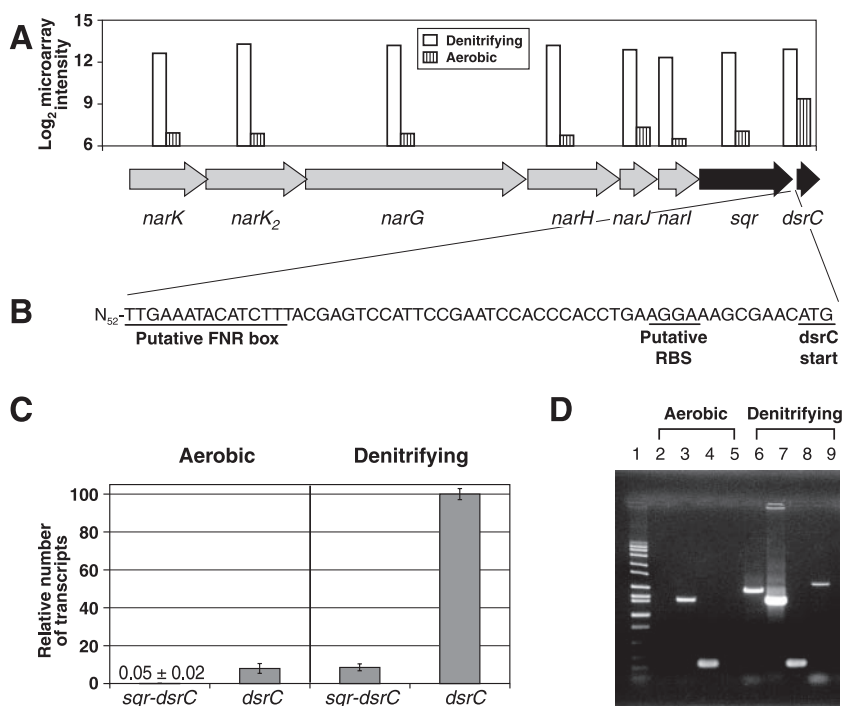 A
Log2 microarray
intensity
15
12
9
6
Denitrifying
Aerobic
narK narK2 narG narH narJ narI sqr dsrC
B
N52-TTGAAATACATCTTTACGAGTCCATTCCGAATCCACCCACCTGAAGGAAAGCGAACATG
Putative FNR box
Putative
RBS
dsrC
start
C
Aerobic Denitrifying
Relative number
of transcripts
100
80
60
40
20
0
0.05 ± 0.02
sqr-dsrC dsrC sqr-dsrC dsrC
D
Aerobic Denitrifying
1 2 3 4 5 6 7 8 9